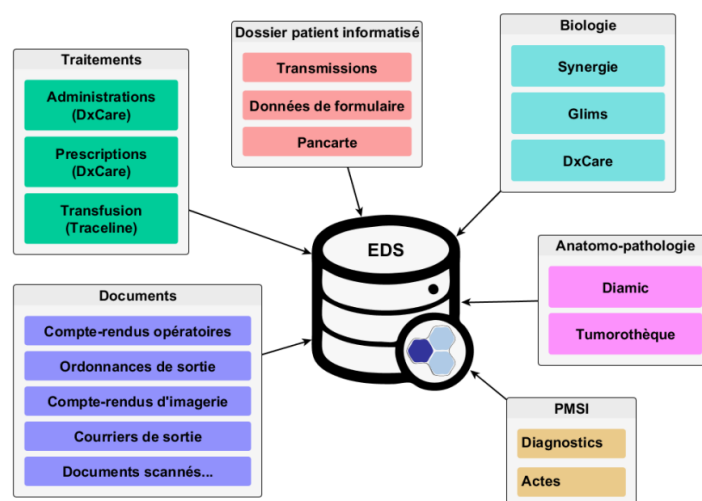 Dossier patient informatisé
Transmissions
Données de formulaire
Pancarte
Biologie
Synergie
Glims
DxCare
Traitements
Administrations
(DxCare)
Prescriptions
(DxCare)
Transfusion
(Traceline)
EDS
Anatomo-pathologie
Diamic
Tumorothèque
Documents
Compte-rendus opératoires
Ordonnances de sortie
Compte-rendus d'imagerie
Courriers de sortie
Documents scannés...
PMSI
Diagnostics
Actes